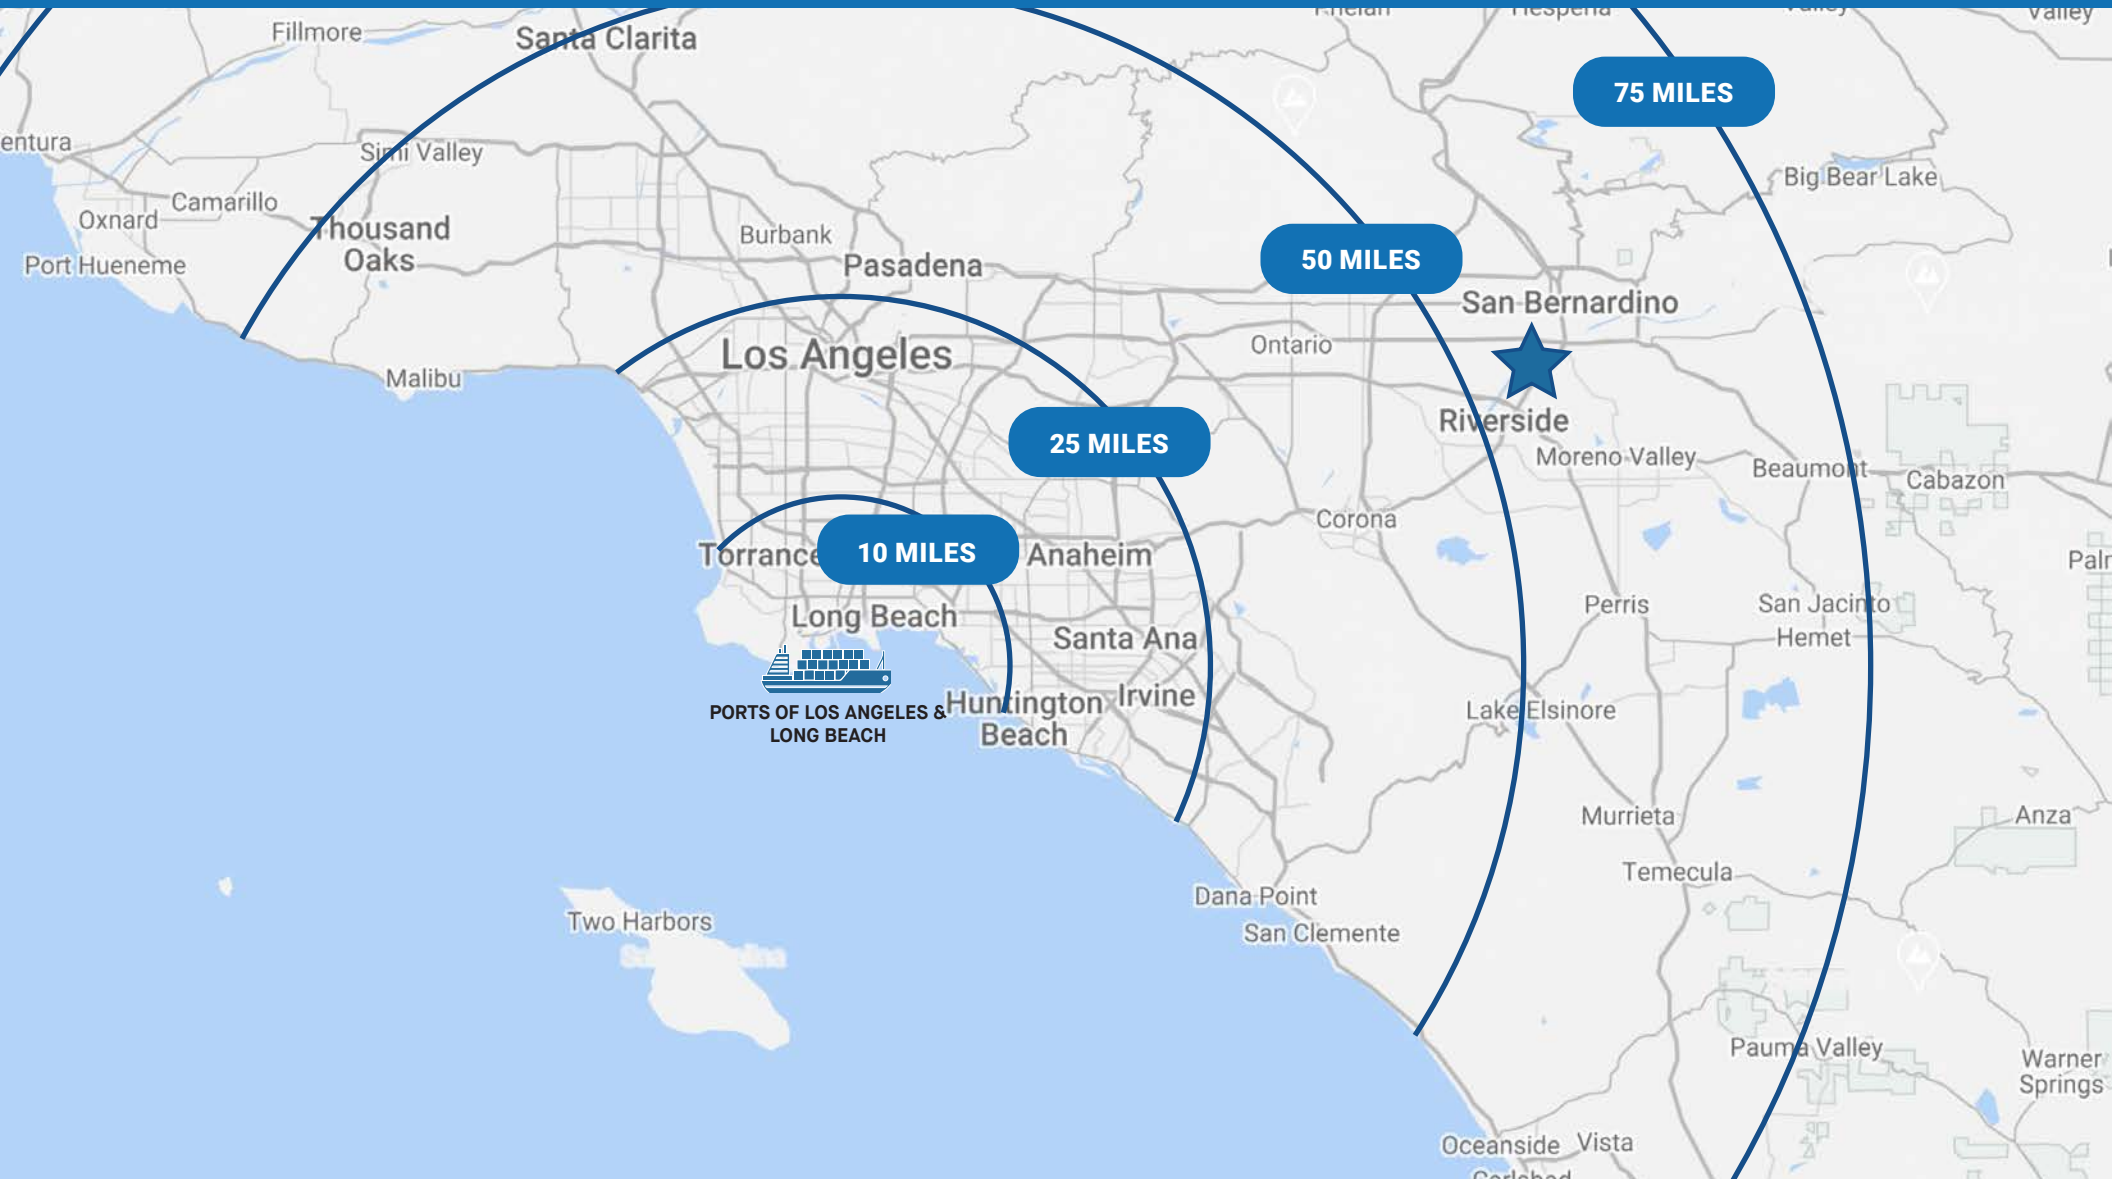 Fillmore
Santa Clarita
Valley
75 MILES
entura
Simi Valley
Big Bear Lake
Camarillo
Oxnard
Thousand
Oaks
Burbank
Port Hueneme
Pasadena
50 MILES
San Bernardino
Los Angeles
Ontario
Malibu
Riverside
25 MILES
Moreno Valley
Beaumont
Cabazon
Corona
Torrance
10 MILES
Anaheim
Palr
Long Beach
Perris
San Jacinto
Santa Ana
Hemet
Huntington
Beach
Irvine
PORTS OF LOS ANGELES &
LONG BEACH
Lake Elsinore
Murrieta
Anza
Temecula
Dana Point
Two Harbors
San Clemente
Pauma Valley
Warner
Springs
Oceanside
Vista